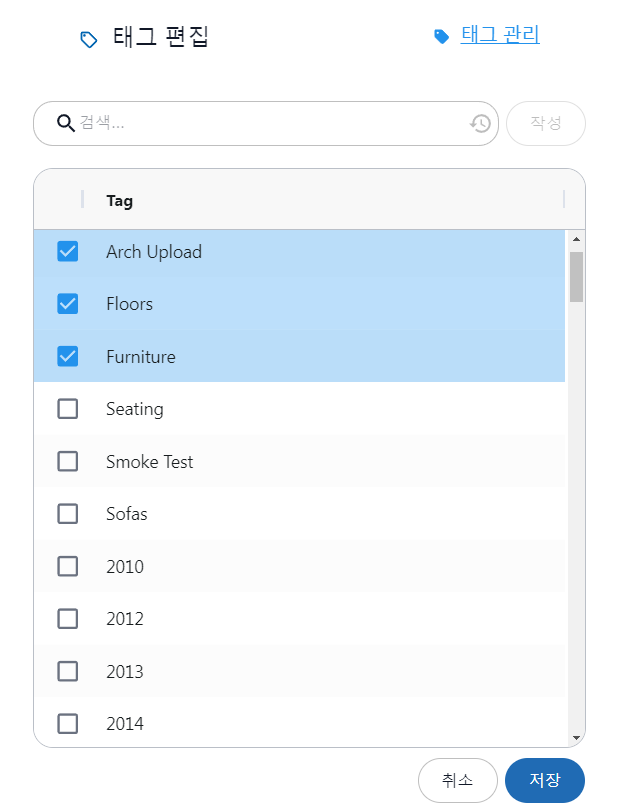 태그 편집
태그 관리
검색...
작성
Tag
Arch Upload
Floors
Furniture
Seating
Smoke Test
Sofas
2010
2012
2013
2014
취소
저장